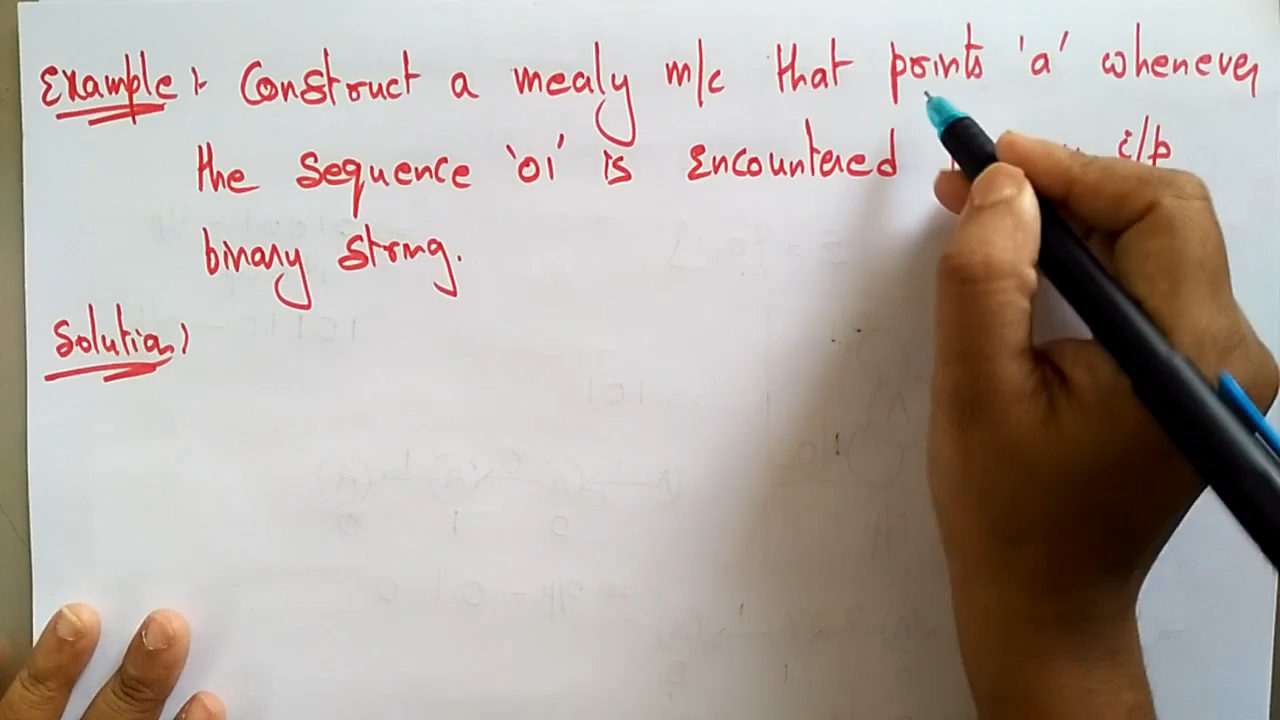 Example :- Construct a mealy m/c that points 'a' whenever
the sequence '01' is encountered i/p
binary string.
Solution :